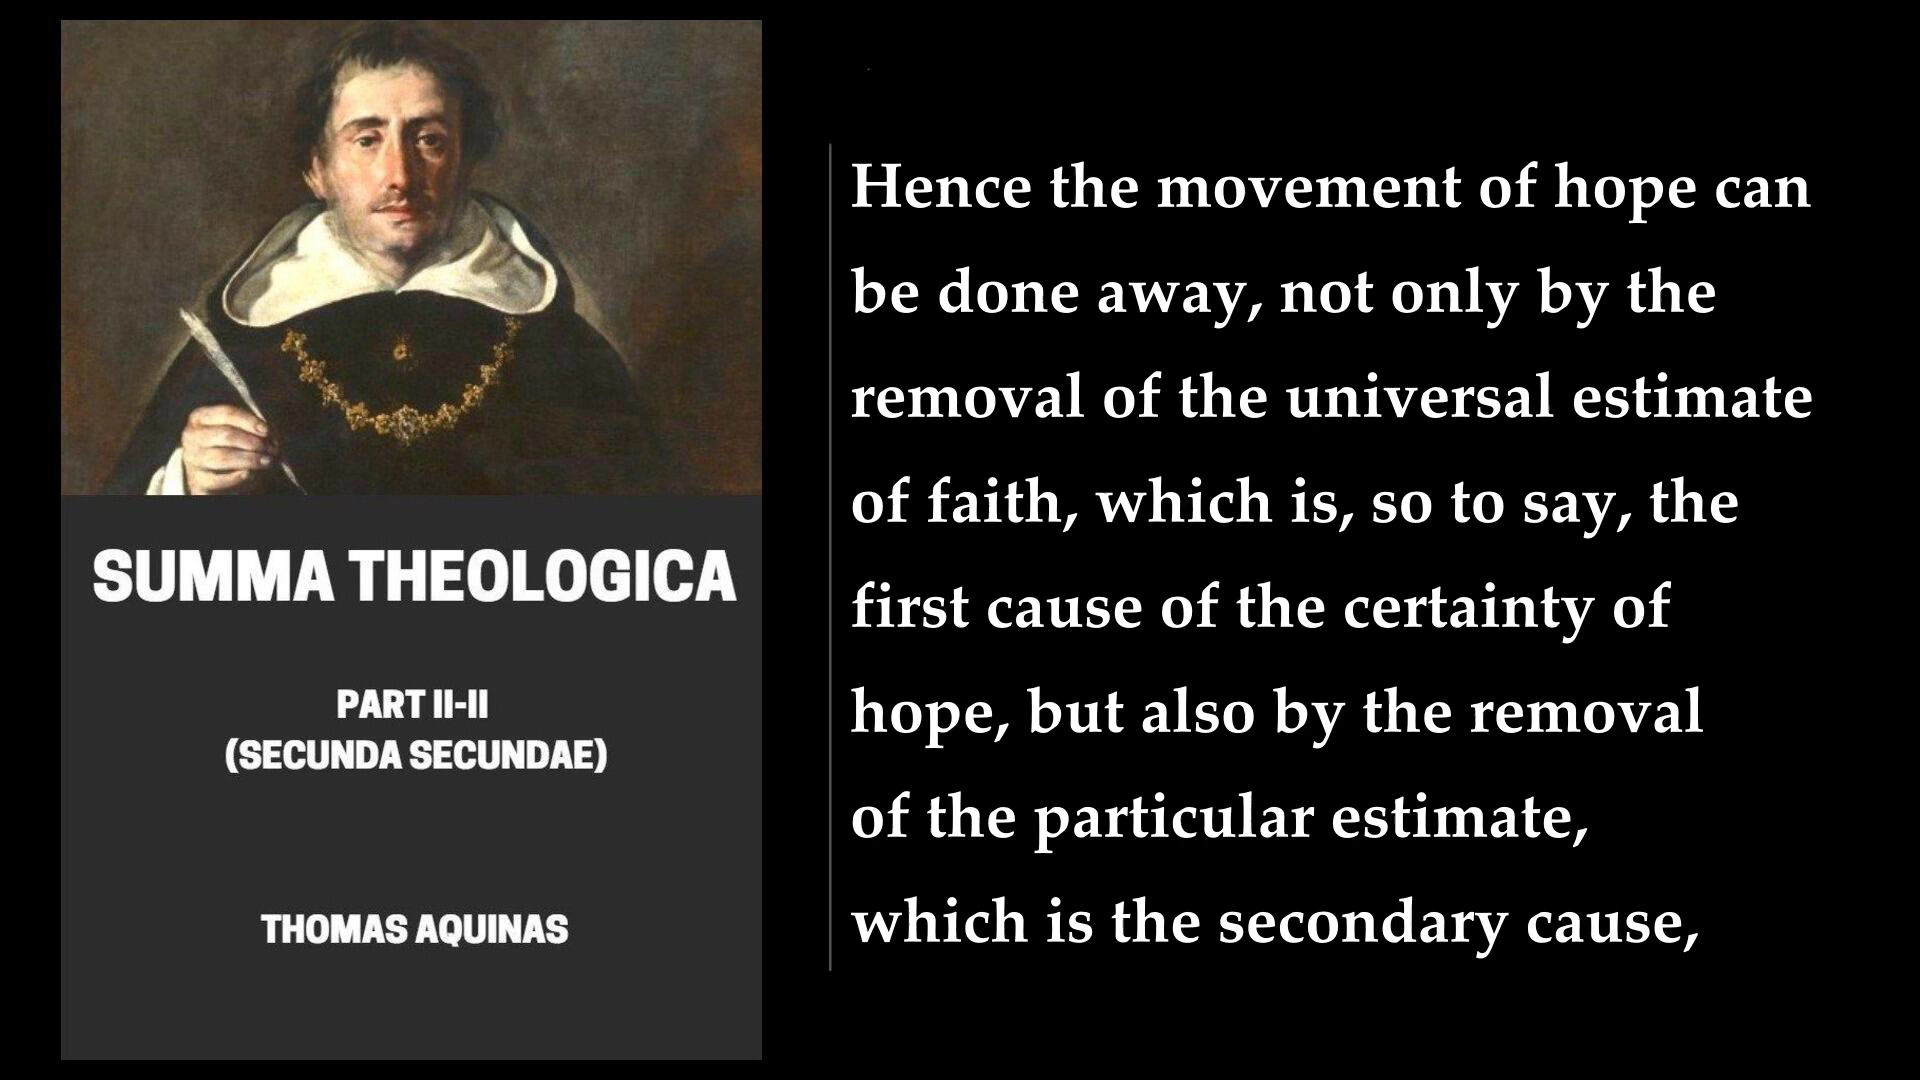 SUMMA THEOLOGICA
PART II-II
(SECUNDA SECUNDAE)
THOMAS AQUINAS
Hence the movement of hope can
be done away, not only by the
removal of the universal estimate
of faith, which is, so to say, the
first cause of the certainty of
hope, but also by the removal
of the particular estimate,
which is the secondary cause,